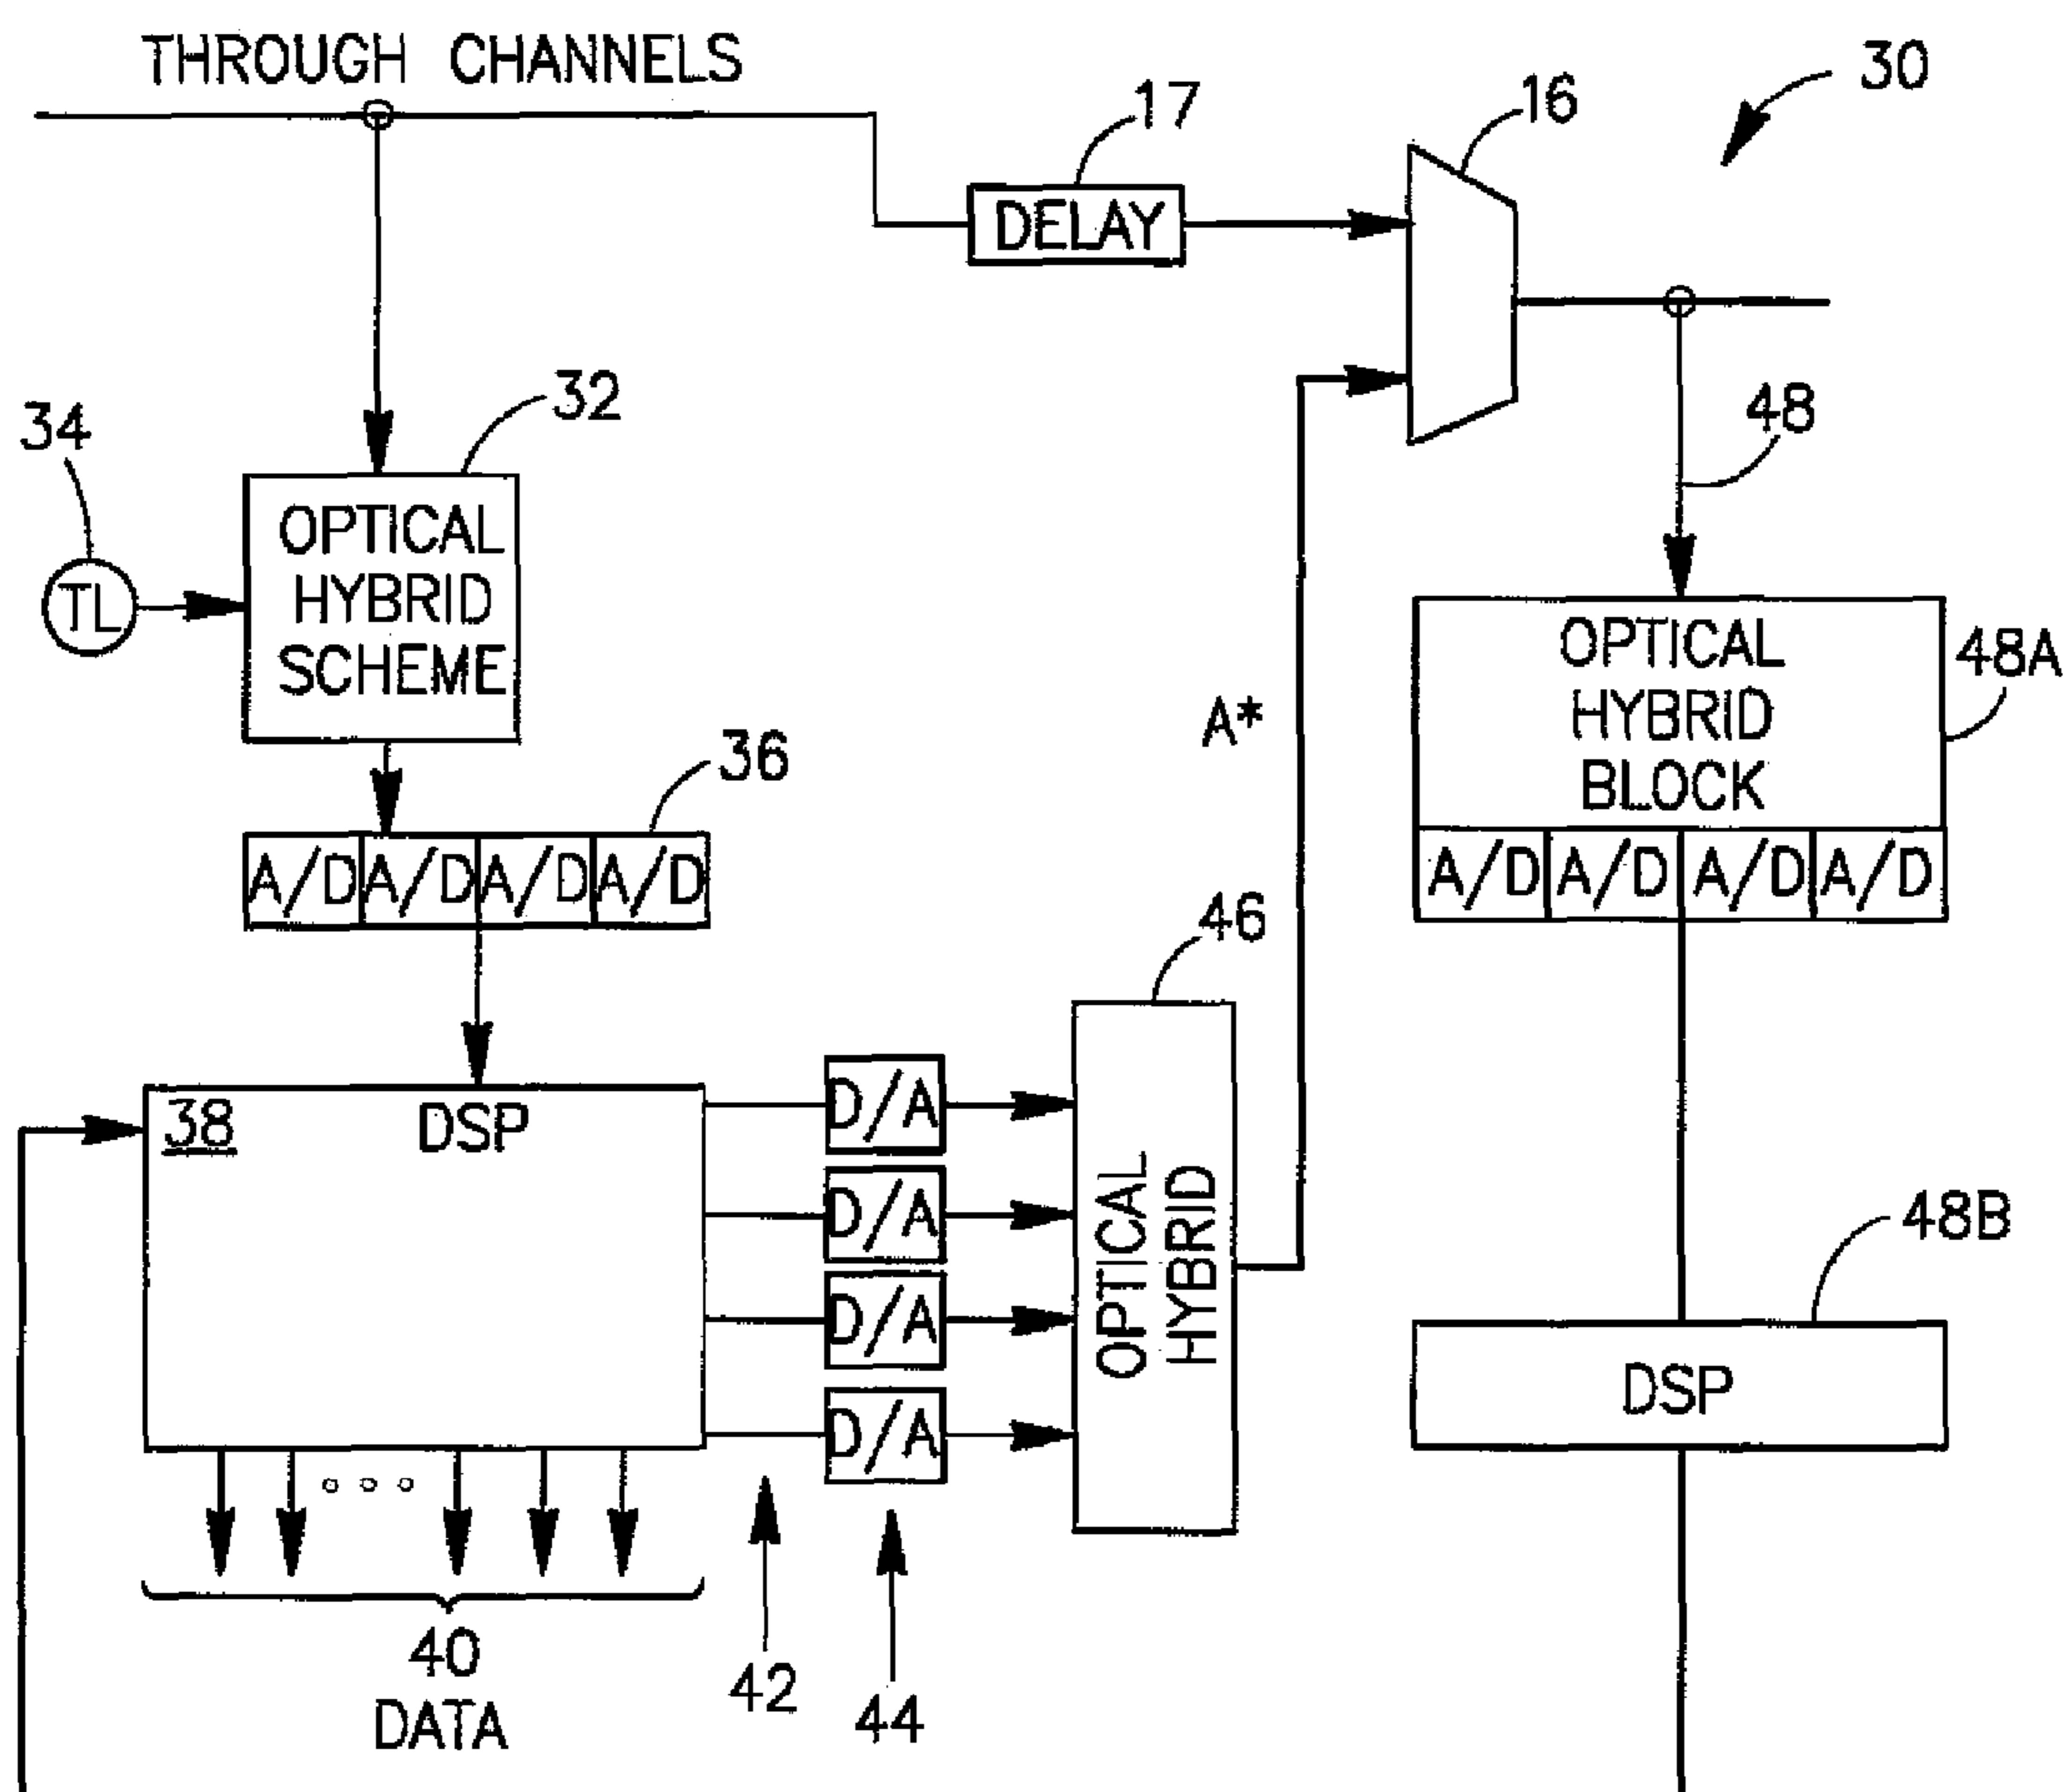 THROUGH CHANNELS
30
17
16
DELAY
32
34
48
OPTICAL
HYBRID
SCHEME
TL
OPTICAL
HYBRID
BLOCK
48A
A*
36
A/D A/D A/D A/D
A/D A/D A/D A/D
46
38
DSP
D/A
D/A
D/A
D/A
OPTICAL
HYBRID
48B
DSP
40
DATA
42
44